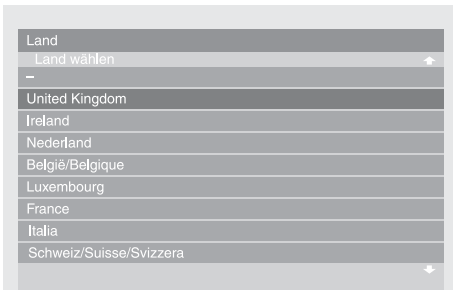 Land
Land wählen
–
United Kingdom
Ireland
Nederland
België/Belgique
Luxembourg
France
Italia
Schweiz/Suisse/Svizzera